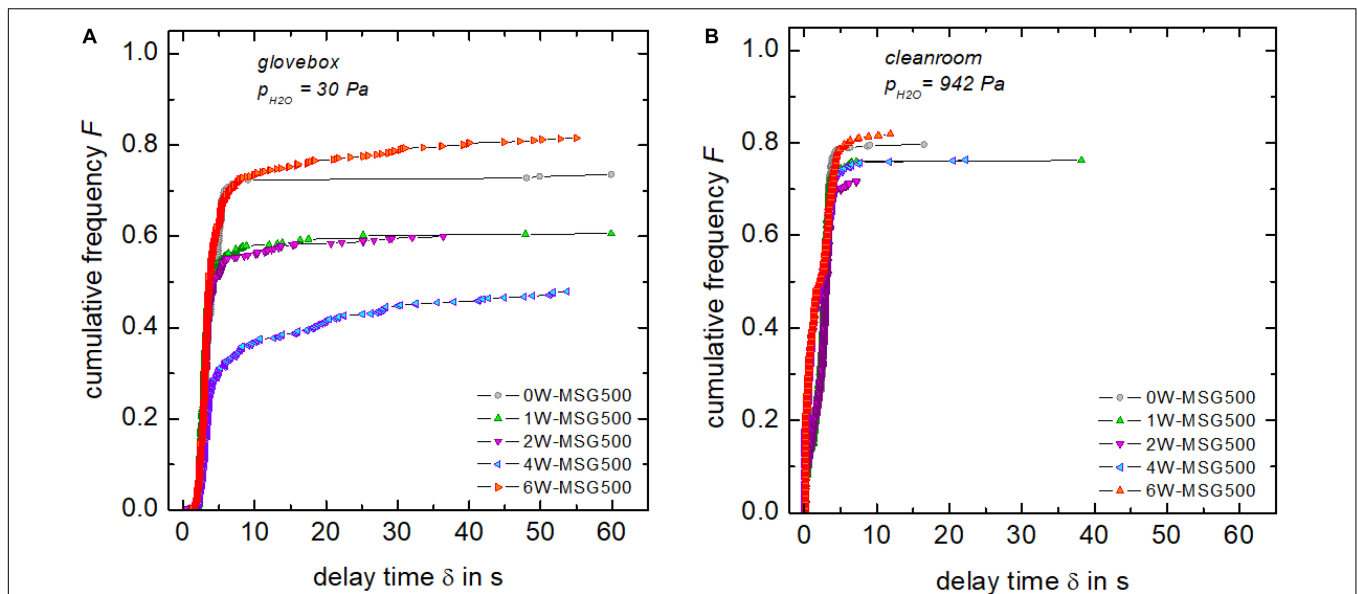 A
glovebox
p_H2O = 30 Pa
cumulative frequency F
1.0
0.8
0.6
0.4
0.2
0.0
0W-MSG500
1W-MSG500
2W-MSG500
4W-MSG500
6W-MSG500
0 10 20 30 40 50 60
delay time δ in s
B
cleanroom
p_H2O = 942 Pa
cumulative frequency F
1.0
0.8
0.6
0.4
0.2
0.0
0W-MSG500
1W-MSG500
2W-MSG500
4W-MSG500
6W-MSG500
0 10 20 30 40 50 60
delay time δ in s